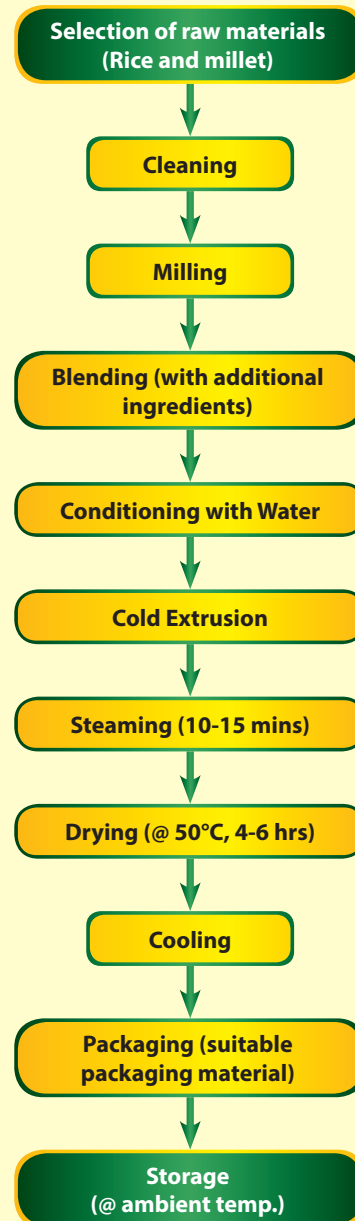 Selection of raw materials
(Rice and millet)
Cleaning
Milling
Blending (with additional
ingredients)
Conditioning with Water
Cold Extrusion
Steaming (10-15 mins)
Drying (@ 50°C, 4-6 hrs)
Cooling
Packaging (suitable
packaging material)
Storage
(@ ambient temp.)